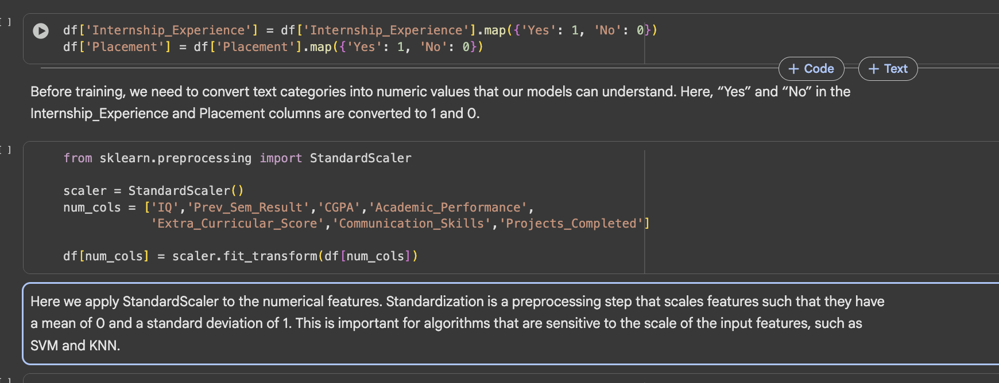 [ ]
df['Internship_Experience'] = df['Internship_Experience'].map({'Yes': 1, 'No': 0})
df['Placement'] = df['Placement'].map({'Yes': 1, 'No': 0})
+ Code + Text
Before training, we need to convert text categories into numeric values that our models can understand. Here, “Yes” and “No” in the
Internship_Experience and Placement columns are converted to 1 and 0.
[ ]
from sklearn.preprocessing import StandardScaler
scaler = StandardScaler()
num_cols = ['IQ','Prev_Sem_Result','CGPA','Academic_Performance',
'Extra_Curricular_Score','Communication_Skills','Projects_Completed']
df[num_cols] = scaler.fit_transform(df[num_cols])
Here we apply StandardScaler to the numerical features. Standardization is a preprocessing step that scales features such that they have
a mean of 0 and a standard deviation of 1. This is important for algorithms that are sensitive to the scale of the input features, such as
SVM and KNN.
[ ]